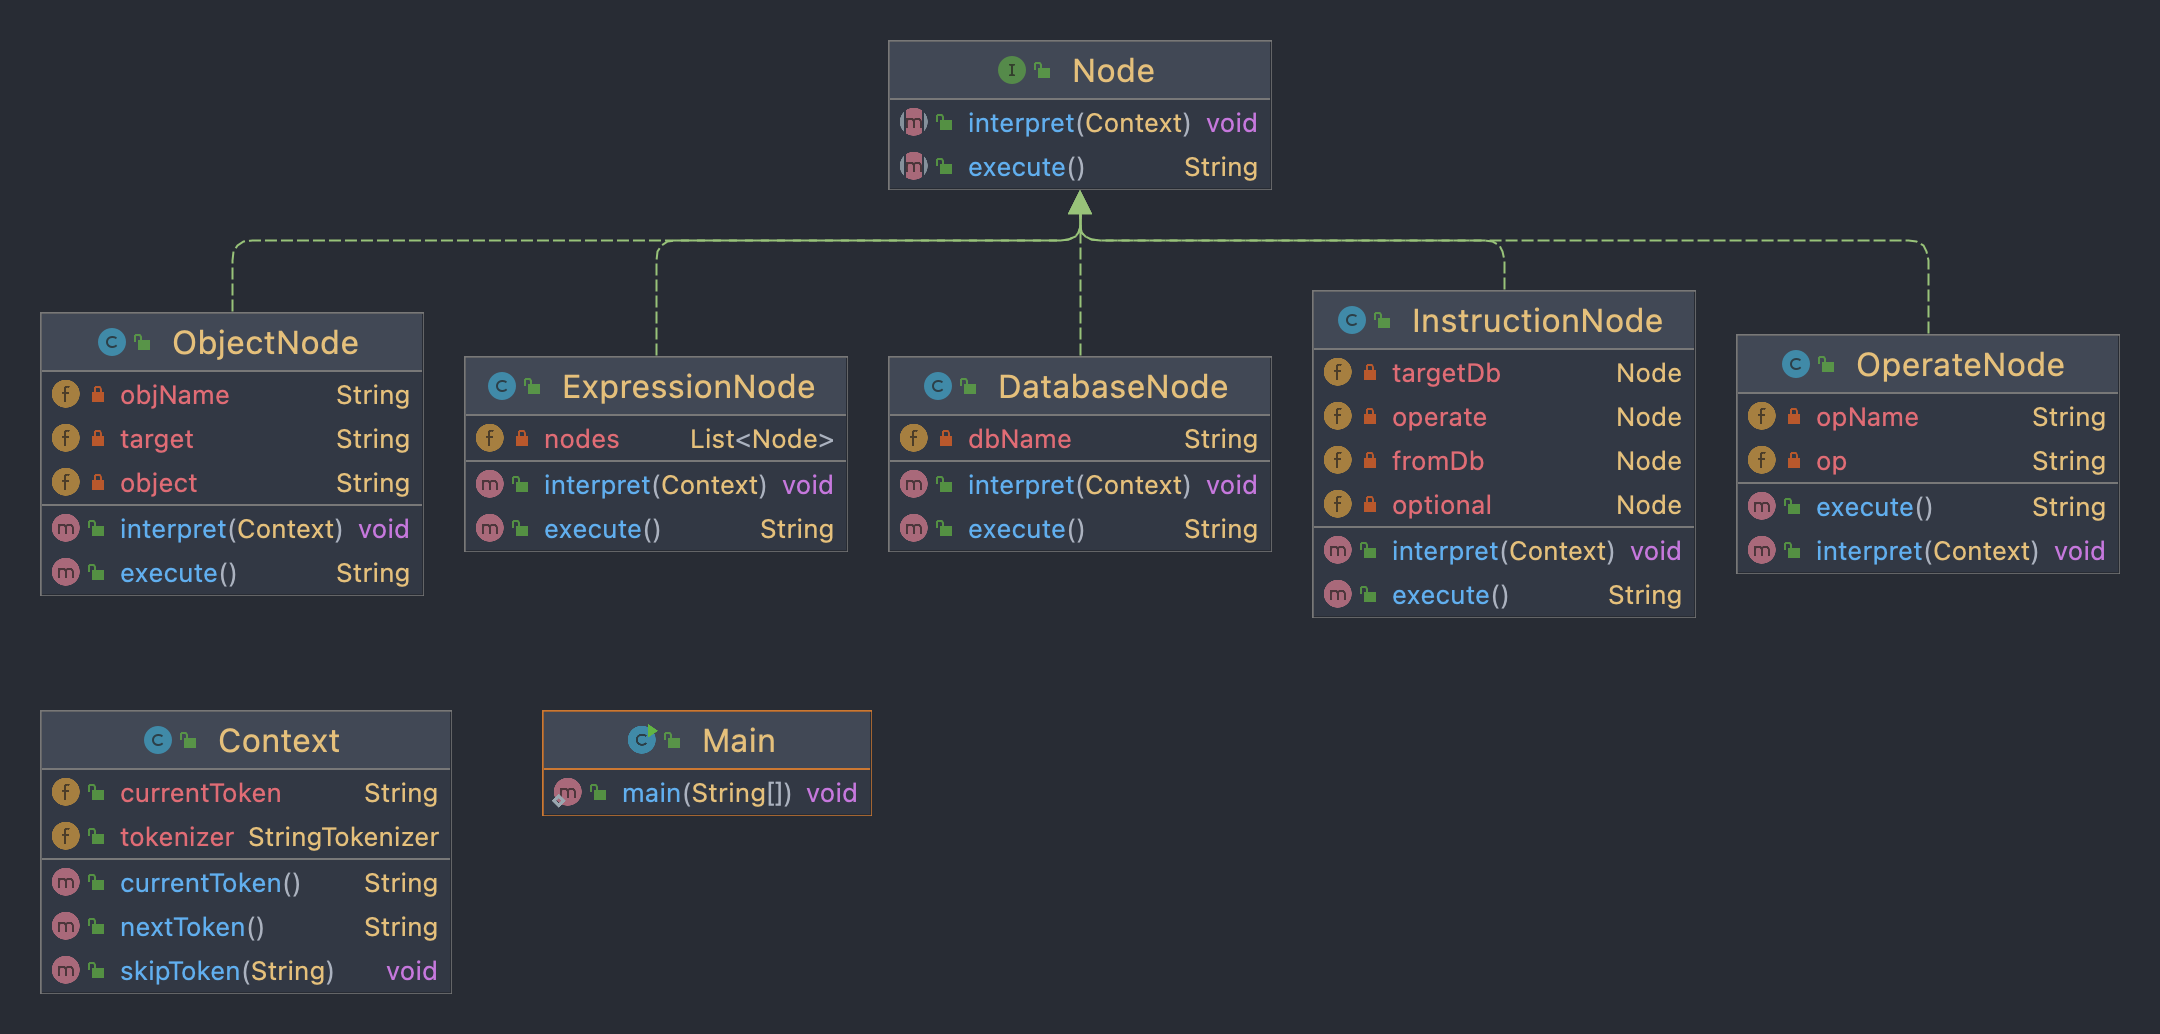 Node
interpret(Context) void
execute() String
ObjectNode
objName String
target String
object String
interpret(Context) void
execute() String
ExpressionNode
nodes List<Node>
interpret(Context) void
execute() String
DatabaseNode
dbName String
interpret(Context) void
execute() String
InstructionNode
targetDb Node
operate Node
fromDb Node
optional Node
interpret(Context) void
execute() String
OperateNode
opName String
op String
execute() String
interpret(Context) void
Context
currentToken String
tokenizer StringTokenizer
currentToken() String
nextToken() String
skipToken(String) void
Main
main(String[]) void